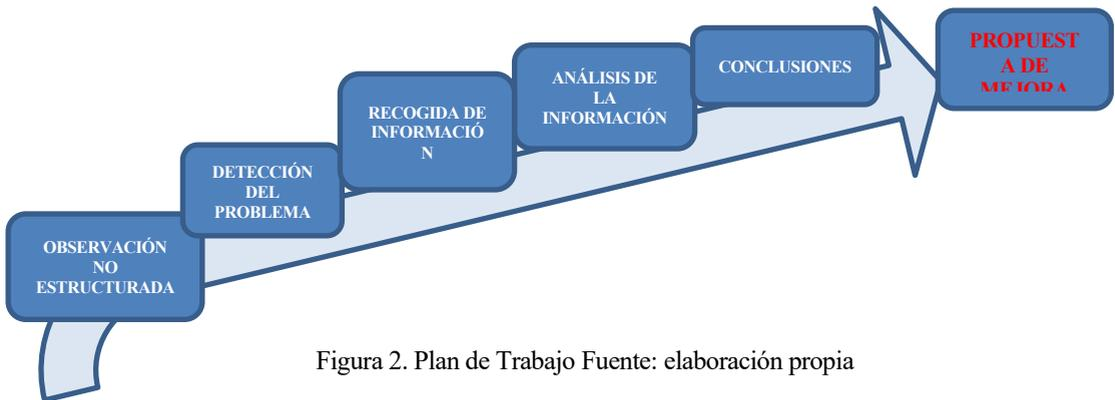 OBSERVACIÓN
NO
ESTRUCTURADA
DETECCIÓN
DEL
PROBLEMA
RECOGIDA DE
INFORMACIÓ
N
ANÁLISIS DE
LA
INFORMACIÓN
CONCLUSIONES
PROPUEST
A DE
MEJORA
Figura 2. Plan de Trabajo Fuente: elaboración propia